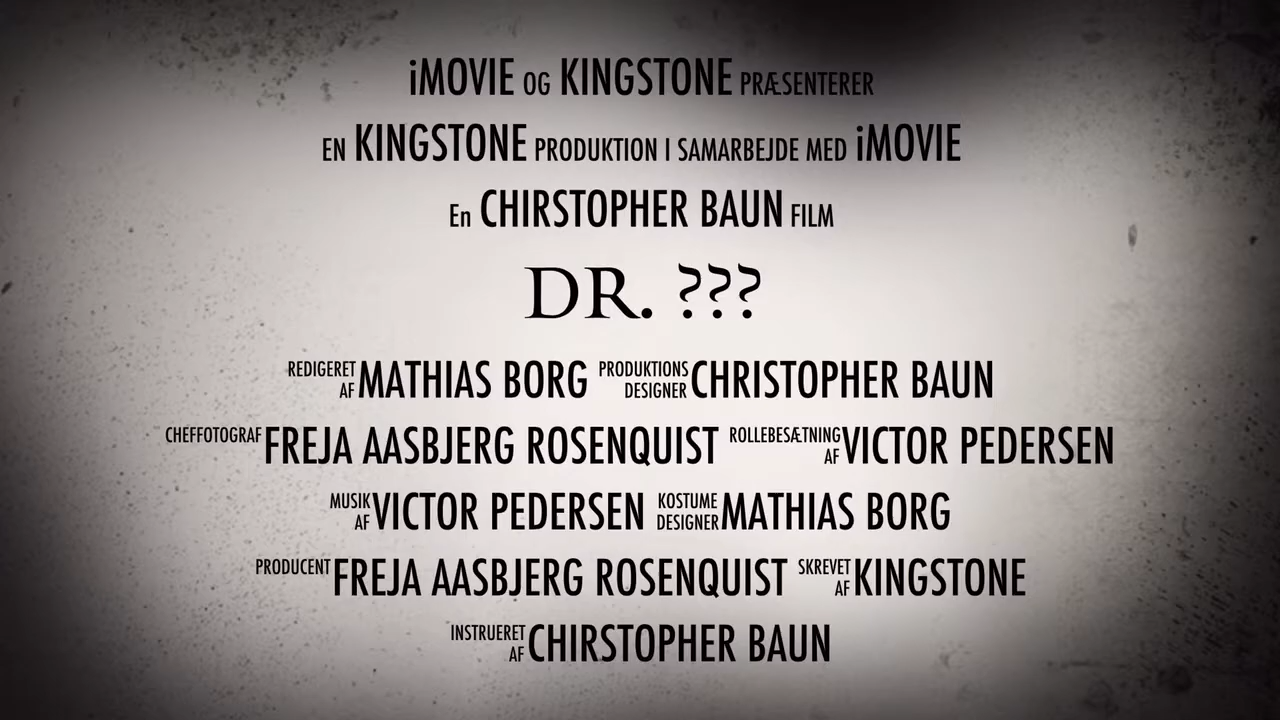 iMOVIE OG KINGSTONE PRÆSENTERER
EN KINGSTONE PRODUKTION I SAMARBEJDE MED iMOVIE
En CHIRSTOPHER BAUN FILM
DR. ???
REDIGERET AF MATHIAS BORG PRODUKTIONS DESIGNER CHRISTOPHER BAUN
CHEFFOTOGRAF FREJA AASBJERG ROSENQUIST ROLLEBESÆTNING AF VICTOR PEDERSEN
MUSIK AF VICTOR PEDERSEN KOSTUME DESIGNER MATHIAS BORG
PRODUCENT FREJA AASBJERG ROSENQUIST SKREVET AF KINGSTONE
INSTRUERET AF CHIRSTOPHER BAUN